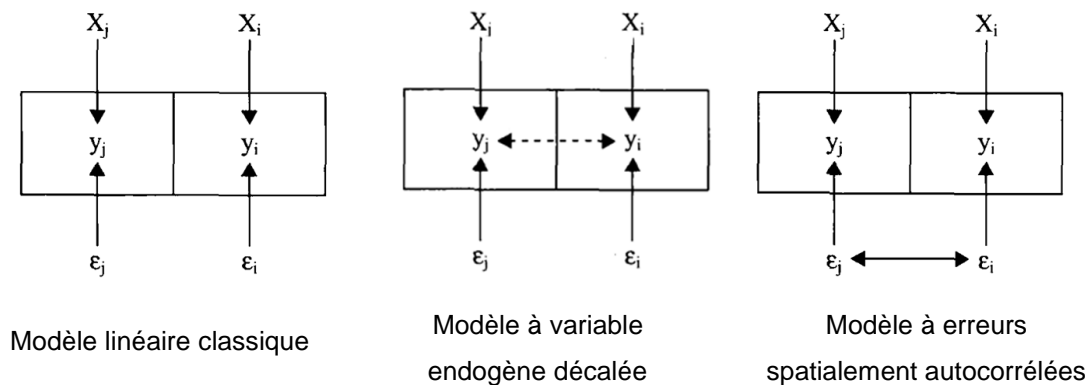 Xj Xi Xj Xi Xj Xi
yj yi yj yi yj yi
εj εi εj εi εj εi
Modèle linéaire classique
Modèle à variable
endogène décalée
Modèle à erreurs
spatialement autocorrélées